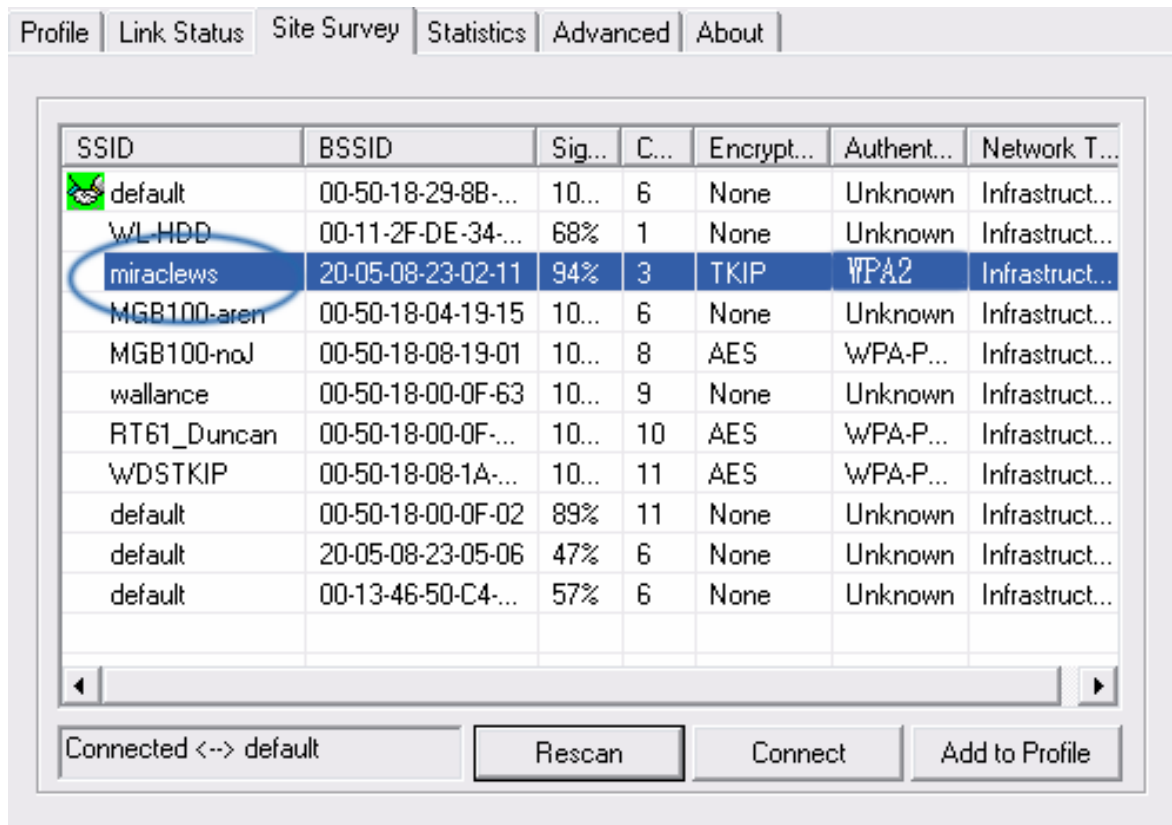 Profile Link Status Site Survey Statistics Advanced About
SSID BSSID Sig... C... Encrypt... Authent... Network T...
default 00-50-18-29-8B-... 10... 6 None Unknown Infrastruct...
WL-HDD 00-11-2F-DE-34-... 68% 1 None Unknown Infrastruct...
miraclews 20-05-08-23-02-11 94% 3 TKIP WPA2 Infrastruct...
MGB100-aren 00-50-18-04-19-15 10... 6 None Unknown Infrastruct...
MGB100-noJ 00-50-18-08-19-01 10... 8 AES WPA-P... Infrastruct...
wallance 00-50-18-00-0F-63 10... 9 None Unknown Infrastruct...
RT61_Duncan 00-50-18-00-0F-... 10... 10 AES WPA-P... Infrastruct...
WDSTKIP 00-50-18-08-1A-... 10... 11 AES WPA-P... Infrastruct...
default 00-50-18-00-0F-02 89% 11 None Unknown Infrastruct...
default 20-05-08-23-05-06 47% 6 None Unknown Infrastruct...
default 00-13-46-50-C4-... 57% 6 None Unknown Infrastruct...
Connected <--> default Rescan Connect Add to Profile